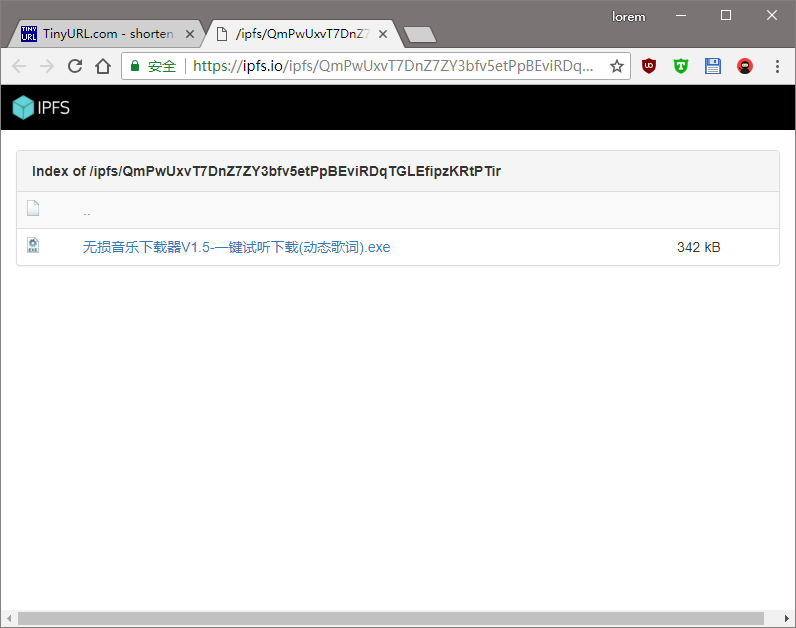 lorem
TinyURL.com - shorten
/ipfs/QmPwUxvT7DnZ7
安全
https://ipfs.io/ipfs/QmPwUxvT7DnZ7ZY3bfv5etPpBEviRDq...
IPFS
Index of /ipfs/QmPwUxvT7DnZ7ZY3bfv5etPpBEviRDqTGLEfipzKRtPTir
..
无损音乐下载器V1.5-一键试听下载(动态歌词).exe 342 kB